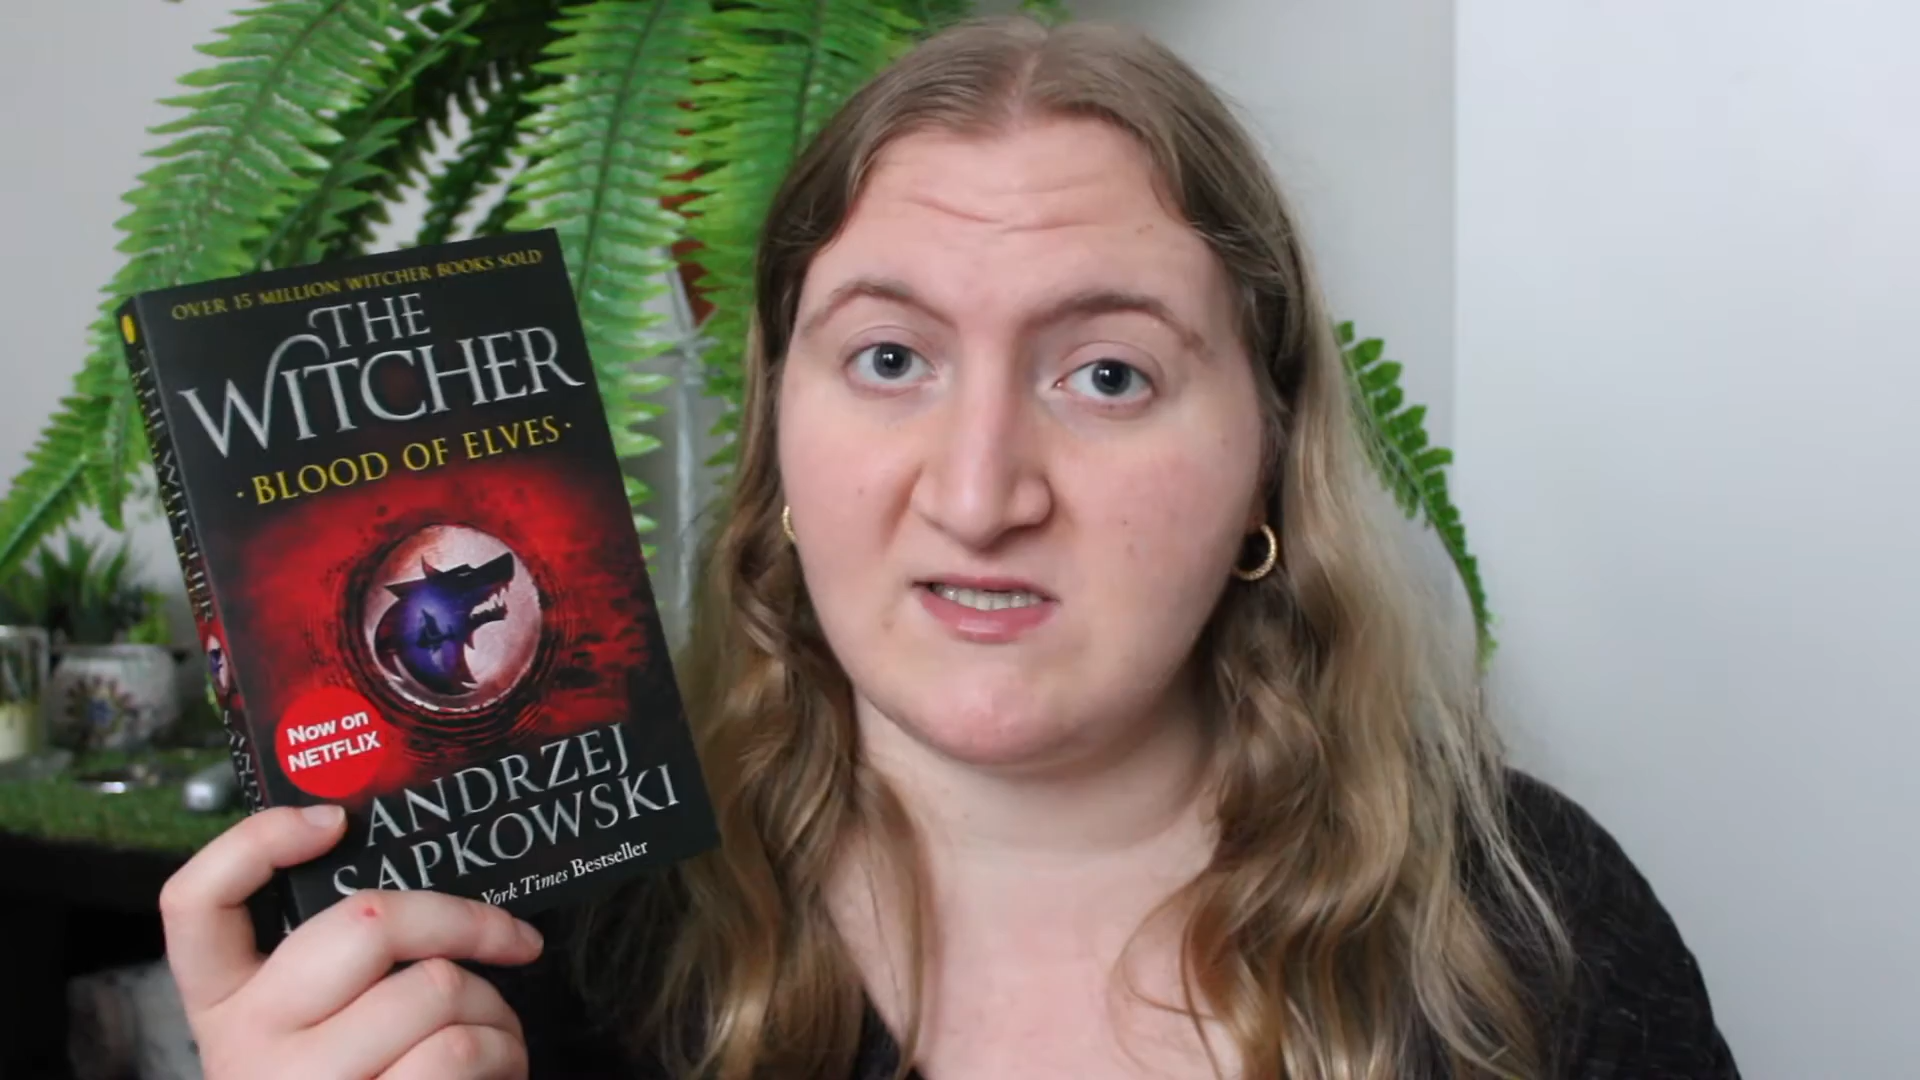 OVER 15 MILLION WITCHER BOOKS SOLD
THE
WITCHER
· BLOOD OF ELVES ·
Now on
NETFLIX
ANDRZEJ
SAPKOWSKI
York Times Bestseller